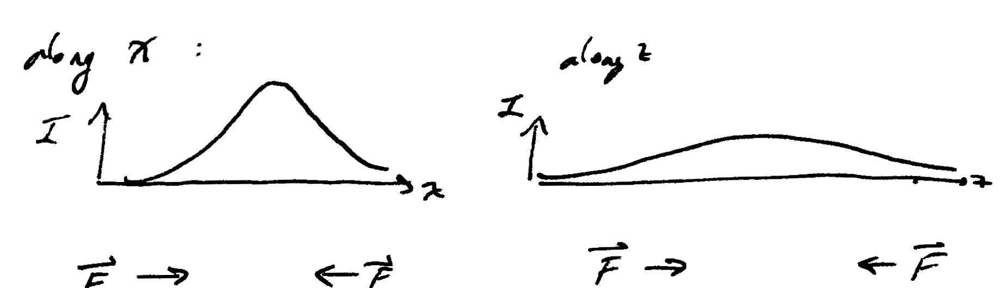 along x :
along z
I
I
x
z
F → ← F
F → ← F